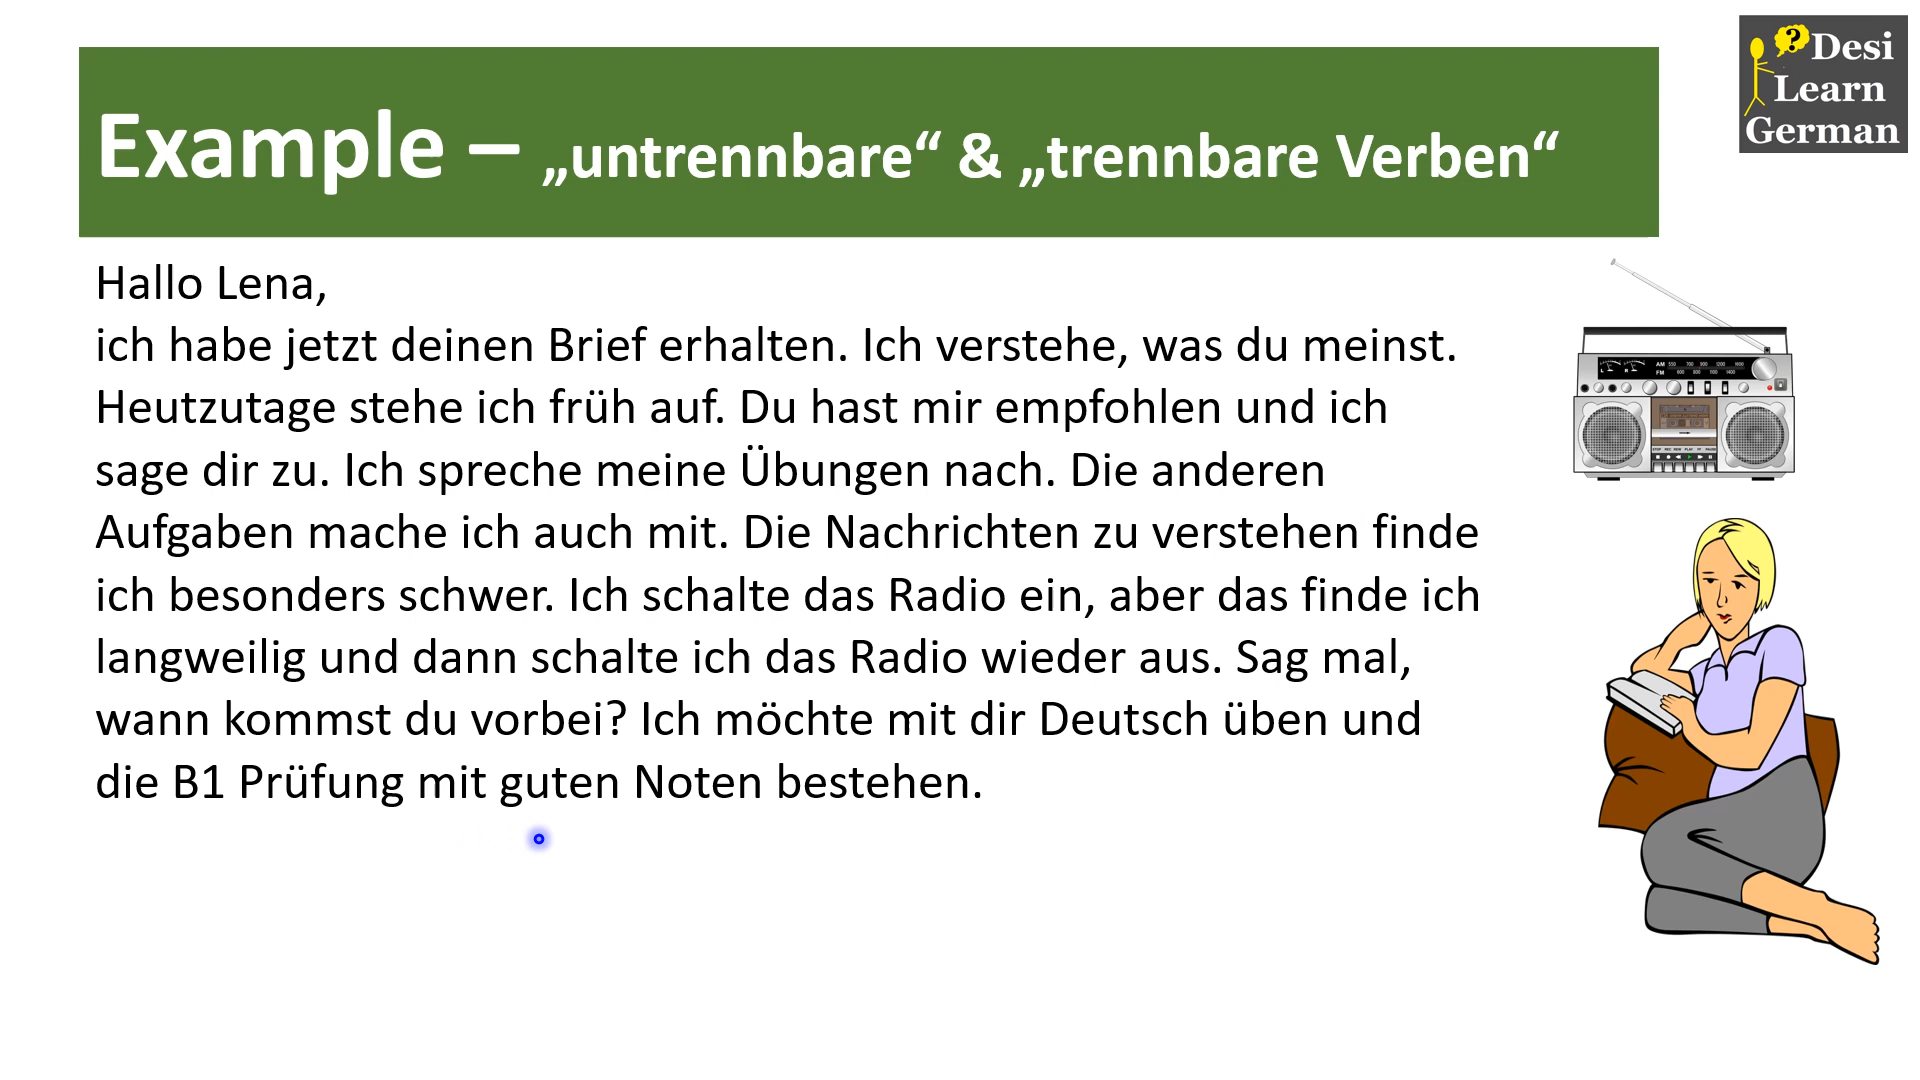 Example – „untrennbare“ & „trennbare Verben“
?
Desi
Learn
German
Hallo Lena,
ich habe jetzt deinen Brief erhalten. Ich verstehe, was du meinst.
Heutzutage stehe ich früh auf. Du hast mir empfohlen und ich
sage dir zu. Ich spreche meine Übungen nach. Die anderen
Aufgaben mache ich auch mit. Die Nachrichten zu verstehen finde
ich besonders schwer. Ich schalte das Radio ein, aber das finde ich
langweilig und dann schalte ich das Radio wieder aus. Sag mal,
wann kommst du vorbei? Ich möchte mit dir Deutsch üben und
die B1 Prüfung mit guten Noten bestehen.
AM
FM